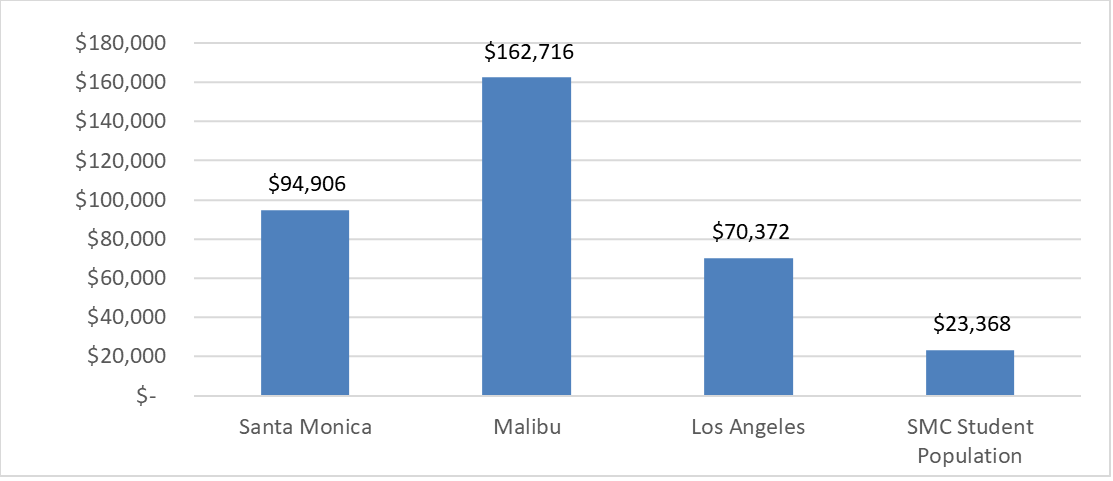 $180,000
$160,000
$140,000
$120,000
$100,000
$80,000
$60,000
$40,000
$20,000
$-
$94,906
$162,716
$70,372
$23,368
Santa Monica
Malibu
Los Angeles
SMC Student
Population